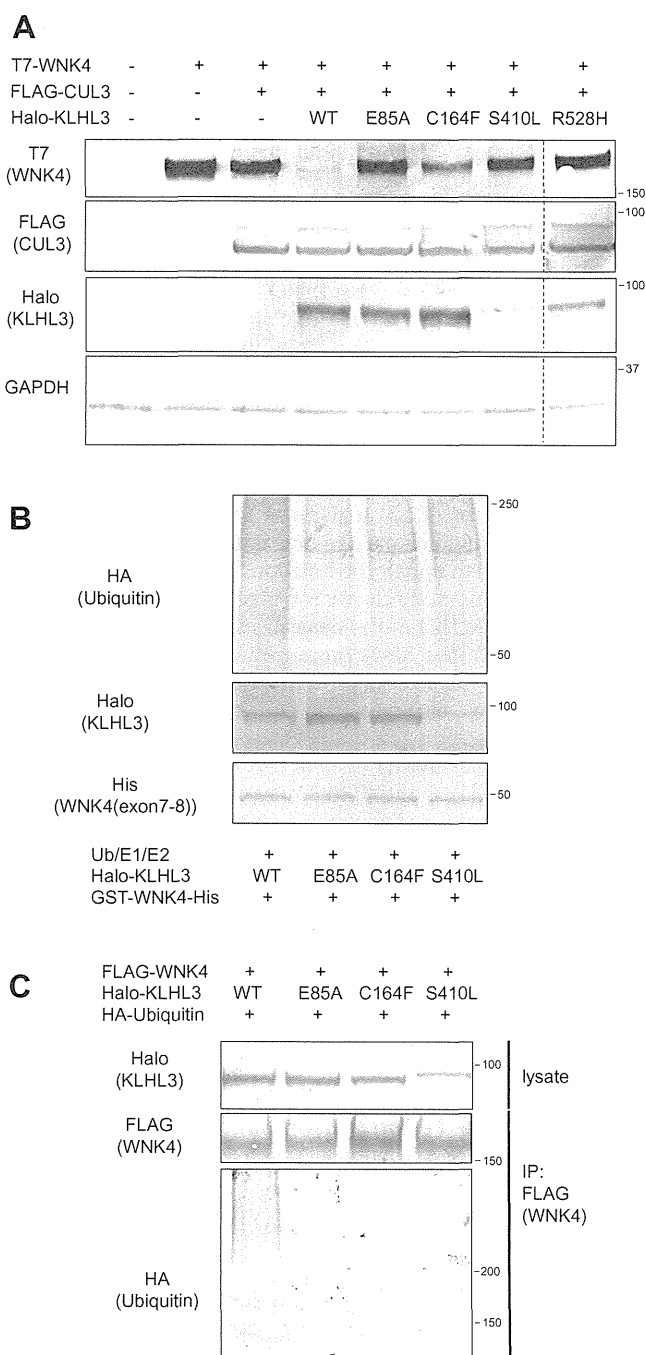 A
T7-WNK4 - + + + + + + +
FLAG-CUL3 - - + + + + + +
Halo-KLHL3 - - - WT E85A C164F S410L R528H
T7
(WNK4)
-150
FLAG
(CUL3)
-100
Halo
(KLHL3)
-100
GAPDH
-37
B
HA
(Ubiquitin)
-250
-50
Halo
(KLHL3)
-100
His
(WNK4(exon7-8))
-50
Ub/E1/E2 + + + +
Halo-KLHL3 WT E85A C164F S410L
GST-WNK4-His + + + +
C
FLAG-WNK4 + + + +
Halo-KLHL3 WT E85A C164F S410L
HA-Ubiquitin + + + +
Halo
(KLHL3)
-100
lysate
FLAG
(WNK4)
-150
IP:
FLAG
(WNK4)
HA
(Ubiquitin)
-200
-150